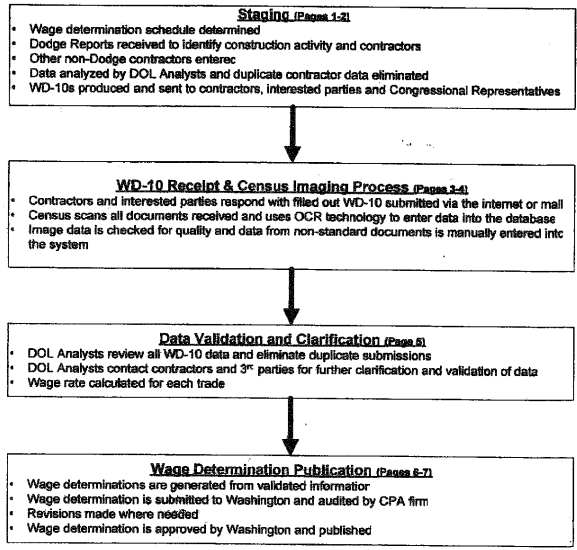 Staging (Pages 1-2)
• Wage determination schedule determined
• Dodge Reports received to identify construction activity and contractors
• Other non-Dodge contractors enterec
• Data analyzed by DOL Analysts and duplicate contractor data eliminated
• WD-10s produced and sent to contractors, interested parties and Congressional Representatives
WD-10 Receipt & Census Imaging Process (Pages 3-4)
• Contractors and interested parties respond with filled out WD-10 submitted via the internet or mail
• Census scans all documents received and uses OCR technology to enter data into the database
• Image data is checked for quality and data from non-standard documents is manually entered intc
the system
Data Validation and Clarification (Page 5)
• DOL Analysts review all WD-10 data and eliminate duplicate submissions
• DOL Analysts contact contractors and 3rc parties for further clarification and validation of data
• Wage rate calculated for each trade
Wage Determination Publication (Pages 6-7)
• Wage determinations are generated from validated informatior
• Wage determination is submitted to Washington and audited by CPA firm
• Revisions made where needed
• Wage determination is approved by Washington and published